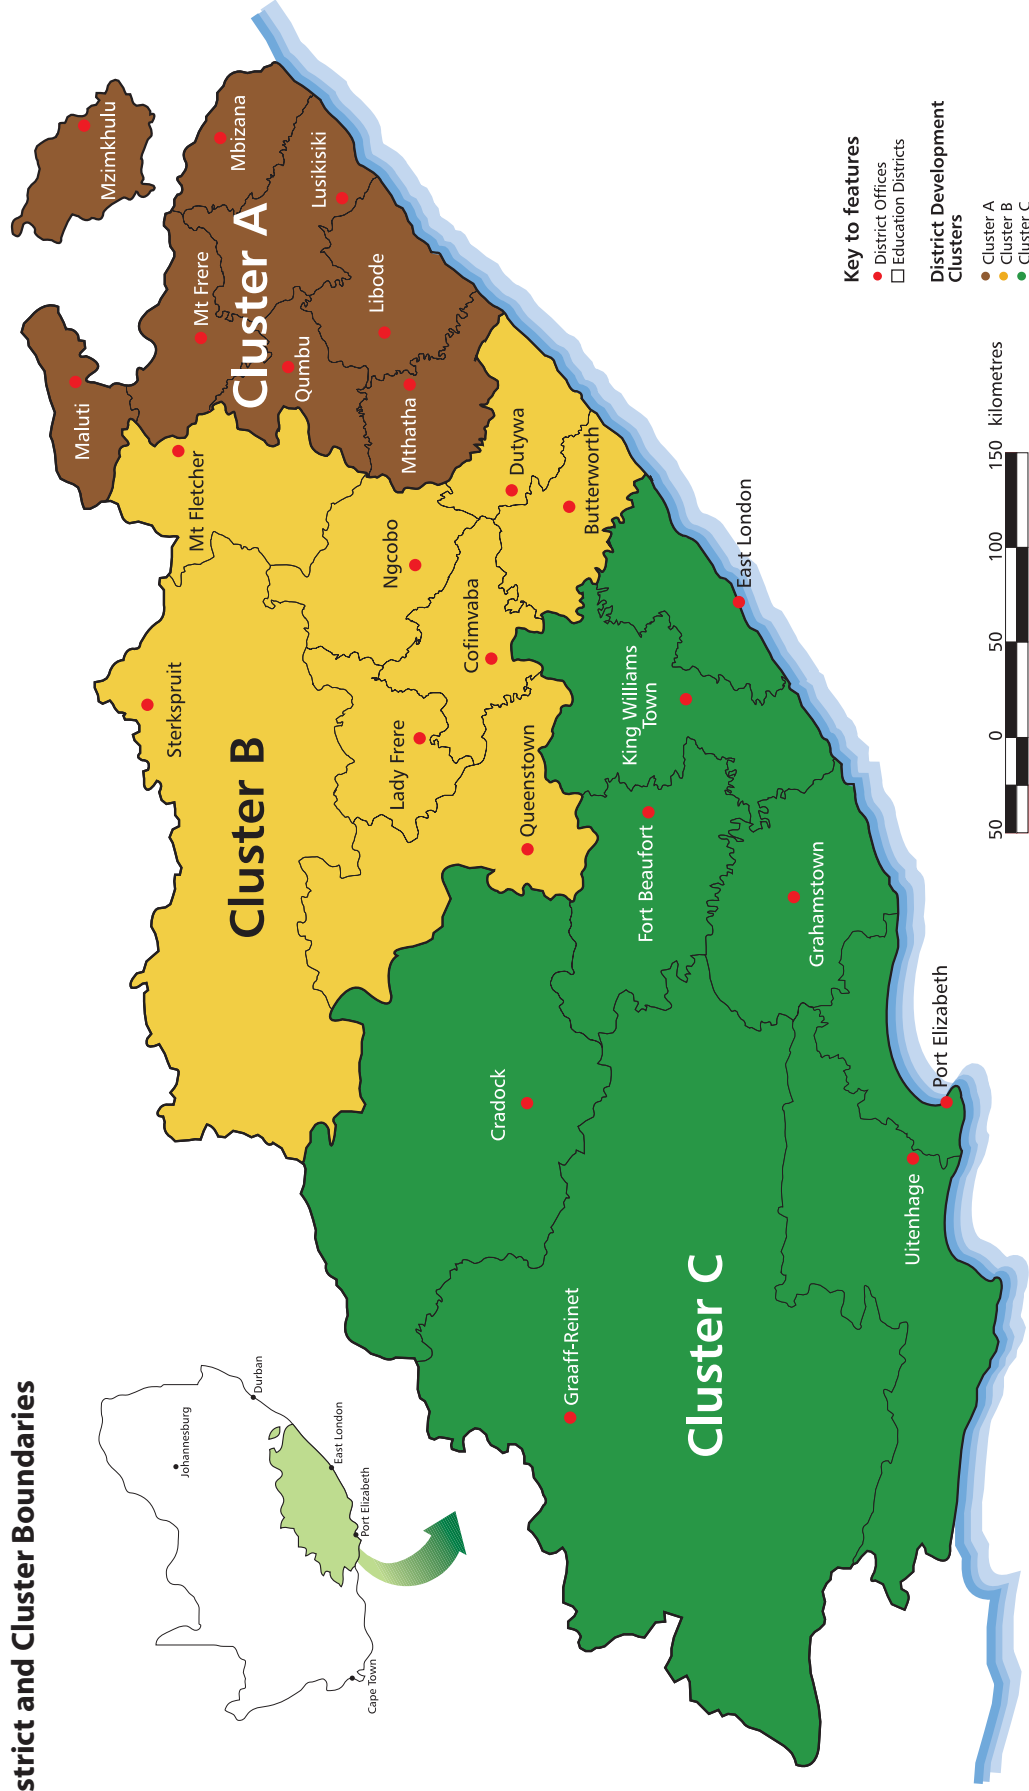 strict and Cluster Boundaries
Johannesburg
Durban
East London
Port Elizabeth
Cape Town
Mzimkhulu
Maluti
Mt Frere
Mbizana
Cluster A
Lusikisiki
Qumbu
Libode
Mthatha
Mt Fletcher
Sterkspruit
Cluster B
Ngcobo
Dutywa
Butterworth
Cofimvaba
Lady Frere
Queenstown
East London
King Williams
Town
Fort Beaufort
Cradock
Grahamstown
Port Elizabeth
Uitenhage
Graaff-Reinet
Cluster C
Key to features
District Offices
Education Districts
District Development
Clusters
Cluster A
Cluster B
Cluster C
50 0 50 100 150 kilometres